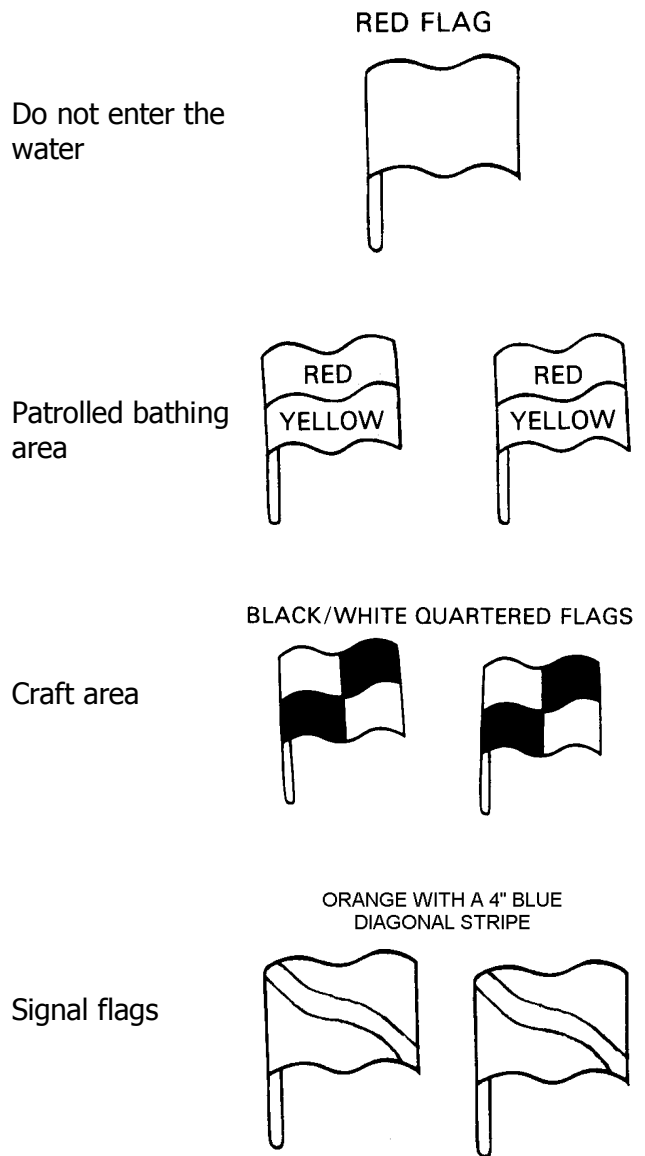 RED FLAG
Do not enter the
water
RED
YELLOW
RED
YELLOW
Patrolled bathing
area
BLACK/WHITE QUARTERED FLAGS
Craft area
ORANGE WITH A 4" BLUE
DIAGONAL STRIPE
Signal flags